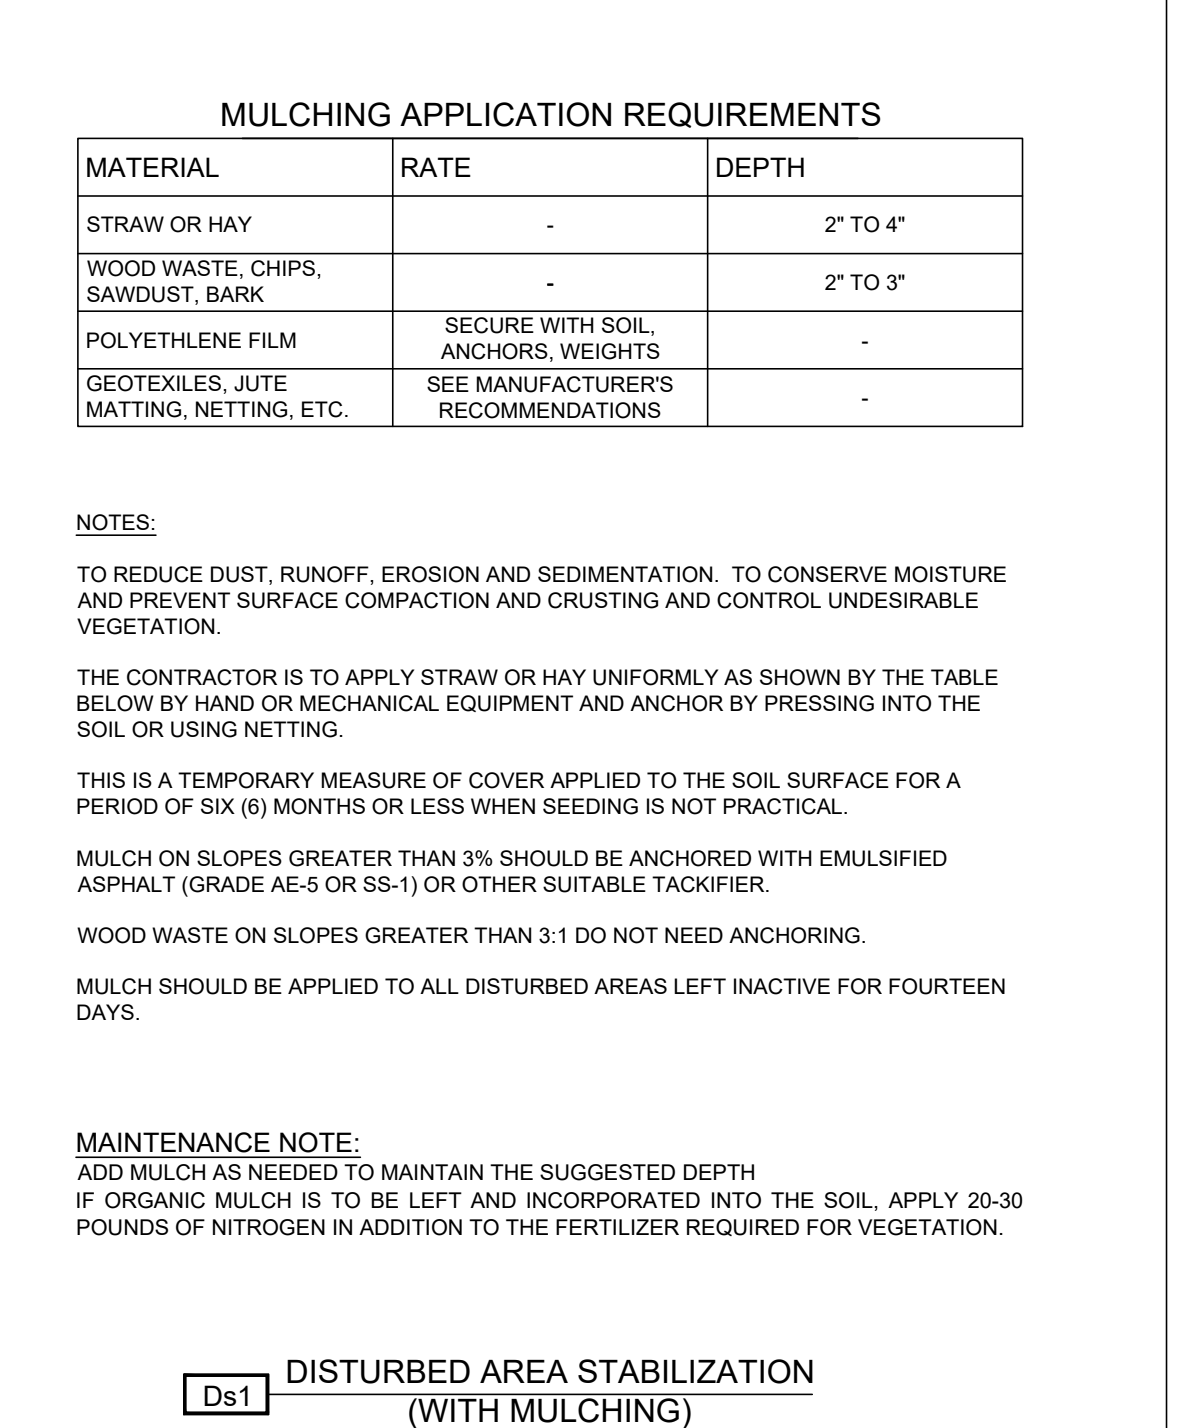 MULCHING APPLICATION REQUIREMENTS
MATERIAL RATE DEPTH
STRAW OR HAY - 2" TO 4"
WOOD WASTE, CHIPS,
SAWDUST, BARK - 2" TO 3"
POLYETHLENE FILM SECURE WITH SOIL,
ANCHORS, WEIGHTS -
GEOTEXILES, JUTE
MATTING, NETTING, ETC. SEE MANUFACTURER'S
RECOMMENDATIONS -
NOTES:
TO REDUCE DUST, RUNOFF, EROSION AND SEDIMENTATION.  TO CONSERVE MOISTURE
AND PREVENT SURFACE COMPACTION AND CRUSTING AND CONTROL UNDESIRABLE
VEGETATION.
THE CONTRACTOR IS TO APPLY STRAW OR HAY UNIFORMLY AS SHOWN BY THE TABLE
BELOW BY HAND OR MECHANICAL EQUIPMENT AND ANCHOR BY PRESSING INTO THE
SOIL OR USING NETTING.
THIS IS A TEMPORARY MEASURE OF COVER APPLIED TO THE SOIL SURFACE FOR A
PERIOD OF SIX (6) MONTHS OR LESS WHEN SEEDING IS NOT PRACTICAL.
MULCH ON SLOPES GREATER THAN 3% SHOULD BE ANCHORED WITH EMULSIFIED
ASPHALT (GRADE AE-5 OR SS-1) OR OTHER SUITABLE TACKIFIER.
WOOD WASTE ON SLOPES GREATER THAN 3:1 DO NOT NEED ANCHORING.
MULCH SHOULD BE APPLIED TO ALL DISTURBED AREAS LEFT INACTIVE FOR FOURTEEN
DAYS.
MAINTENANCE NOTE:
ADD MULCH AS NEEDED TO MAINTAIN THE SUGGESTED DEPTH
IF ORGANIC MULCH IS TO BE LEFT AND INCORPORATED INTO THE SOIL, APPLY 20-30
POUNDS OF NITROGEN IN ADDITION TO THE FERTILIZER REQUIRED FOR VEGETATION.
Ds1 DISTURBED AREA STABILIZATION
(WITH MULCHING)